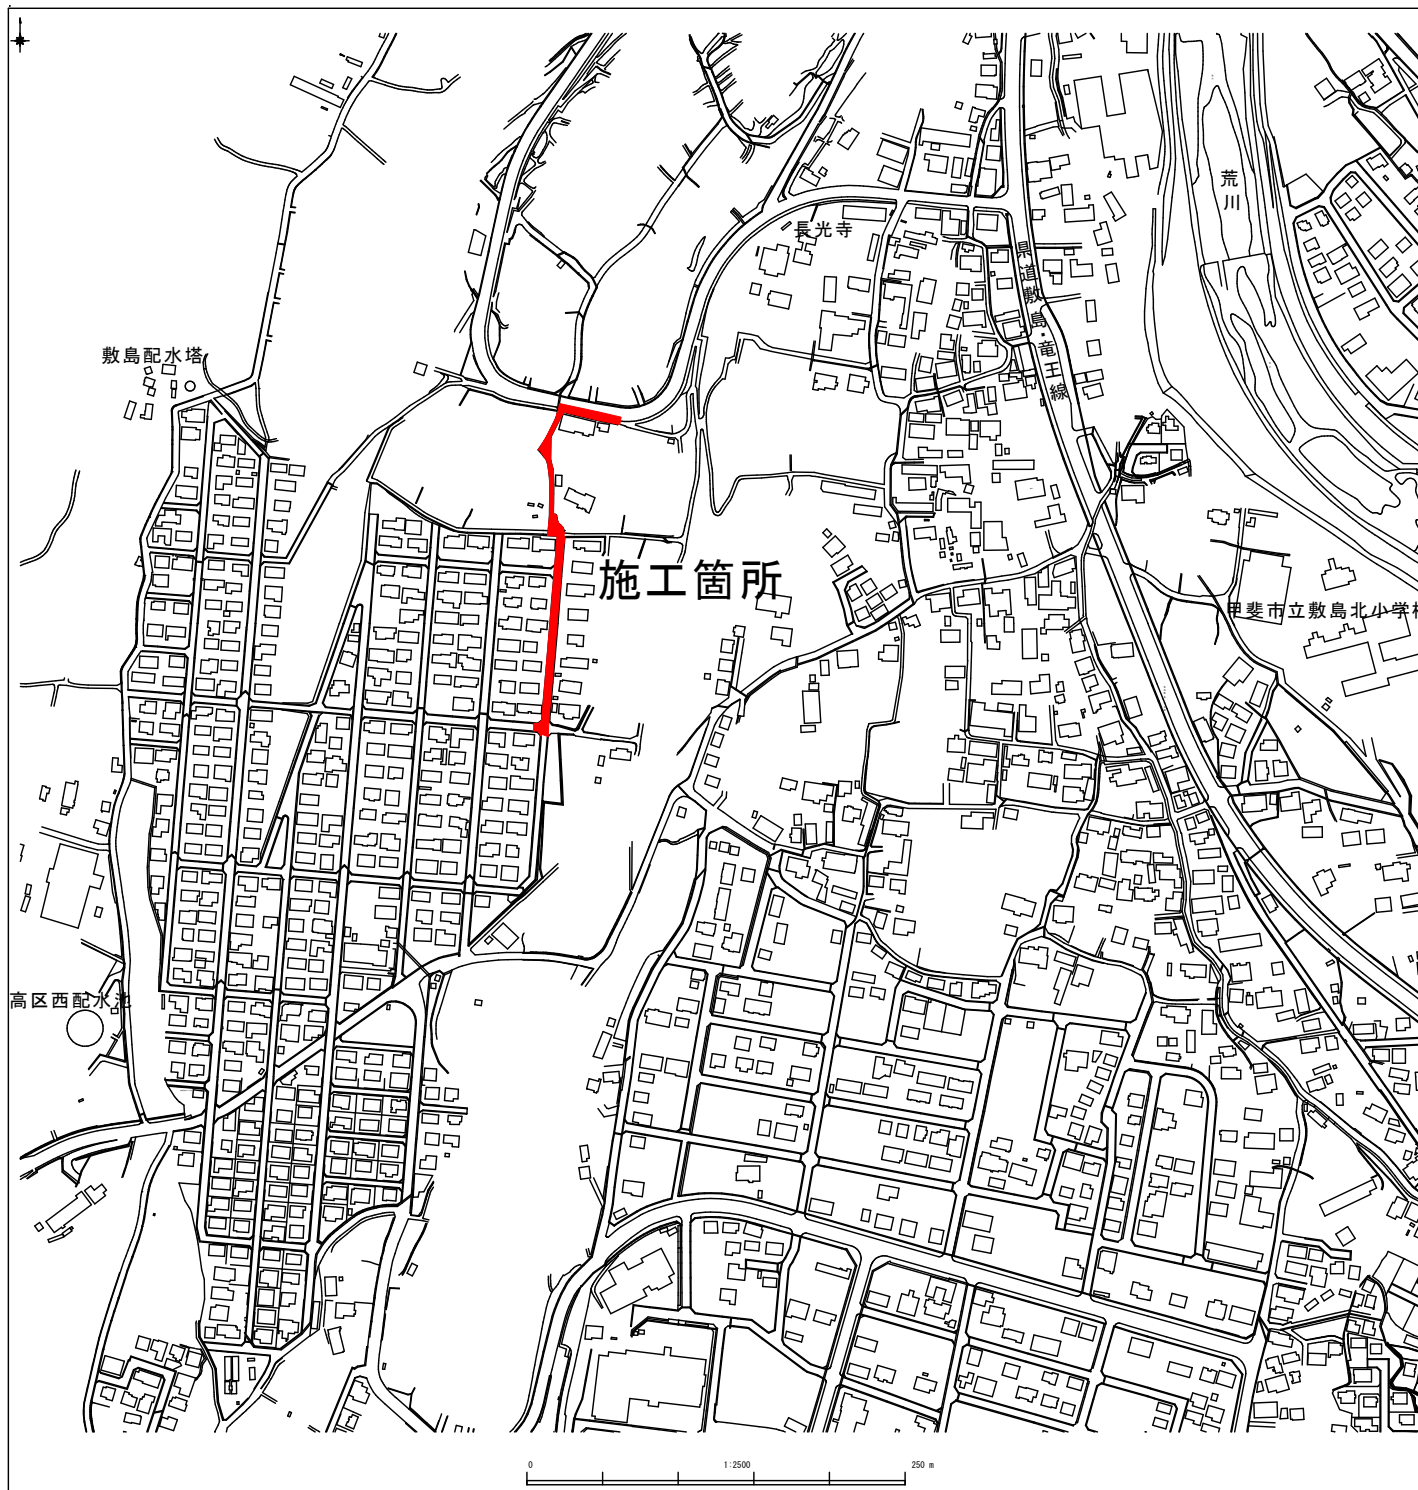 荒川
長光寺
県道敷島・竜王線
敷島配水塔
施工箇所
甲斐市立敷島北小学校
高区西配水池
0 1:2500 250 m